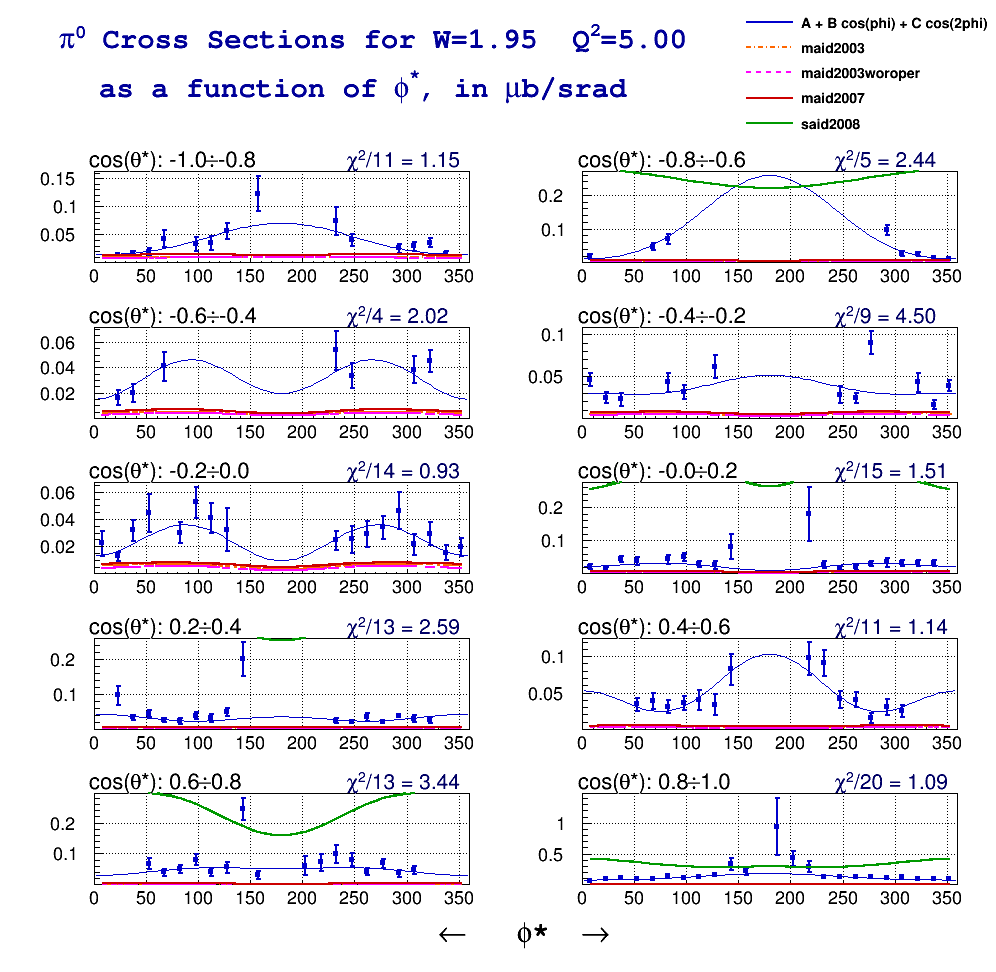 π⁰ Cross Sections for W=1.95 Q²=5.00
as a function of ϕ*, in μb/srad
A + B cos(phi) + C cos(2phi)
maid2003
maid2003woroper
maid2007
said2008
cos(θ*): -1.0÷-0.8 χ²/11 = 1.15
0.15
0.1
0.05
0 50 100 150 200 250 300 350
cos(θ*): -0.8÷-0.6 χ²/5 = 2.44
0.2
0.1
0 50 100 150 200 250 300 350
cos(θ*): -0.6÷-0.4 χ²/4 = 2.02
0.06
0.04
0.02
0 50 100 150 200 250 300 350
cos(θ*): -0.4÷-0.2 χ²/9 = 4.50
0.1
0.05
0 50 100 150 200 250 300 350
cos(θ*): -0.2÷0.0 χ²/14 = 0.93
0.06
0.04
0.02
0 50 100 150 200 250 300 350
cos(θ*): -0.0÷0.2 χ²/15 = 1.51
0.2
0.1
0 50 100 150 200 250 300 350
cos(θ*): 0.2÷0.4 χ²/13 = 2.59
0.2
0.1
0 50 100 150 200 250 300 350
cos(θ*): 0.4÷0.6 χ²/11 = 1.14
0.1
0.05
0 50 100 150 200 250 300 350
cos(θ*): 0.6÷0.8 χ²/13 = 3.44
0.2
0.1
0 50 100 150 200 250 300 350
cos(θ*): 0.8÷1.0 χ²/20 = 1.09
1
0.5
0 50 100 150 200 250 300 350
← ϕ* →